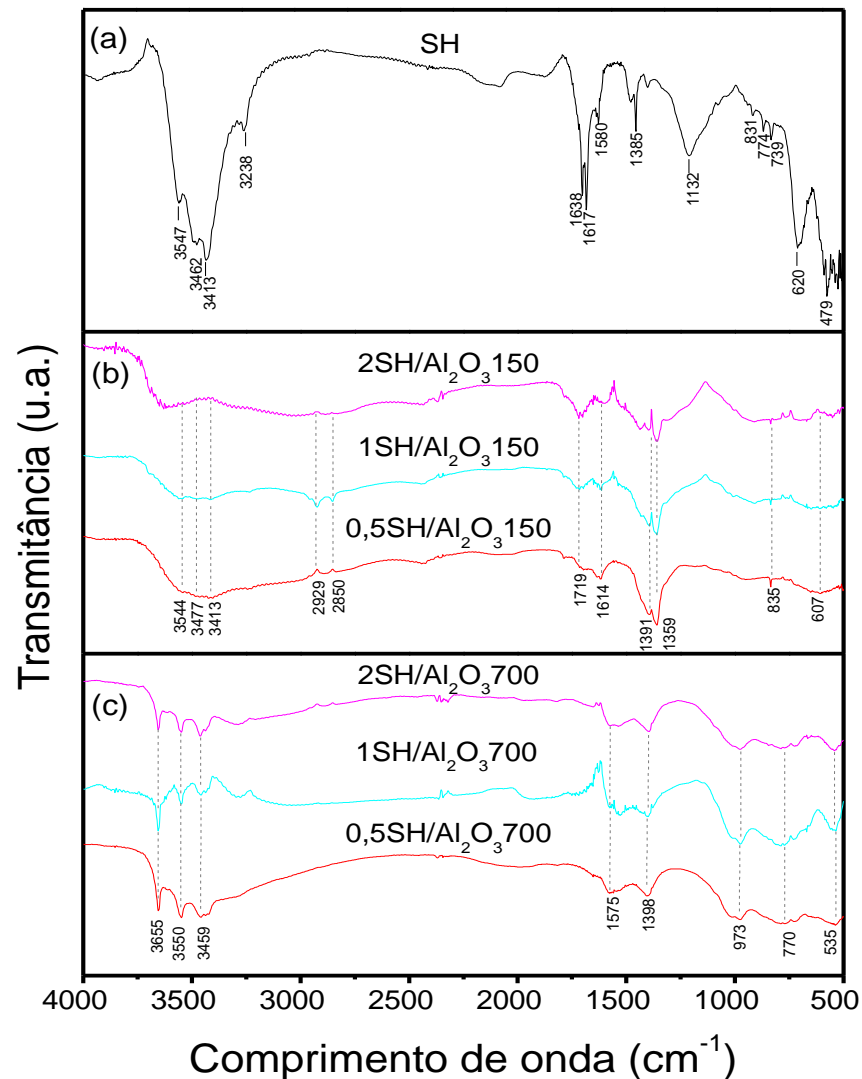 Transmitância (u.a.)
(a)
SH
3547
3462
3413
3238
1638
1617
1580
1385
1132
831
774
739
620
479
(b)
2SH/Al₂O₃150
1SH/Al₂O₃150
0,5SH/Al₂O₃150
3544
3477
3413
2929
2850
1719
1614
1391
1359
835
607
(c)
2SH/Al₂O₃700
1SH/Al₂O₃700
0,5SH/Al₂O₃700
3655
3550
3459
1575
1398
973
770
535
4000 3500 3000 2500 2000 1500 1000 500
Comprimento de onda (cm⁻¹)